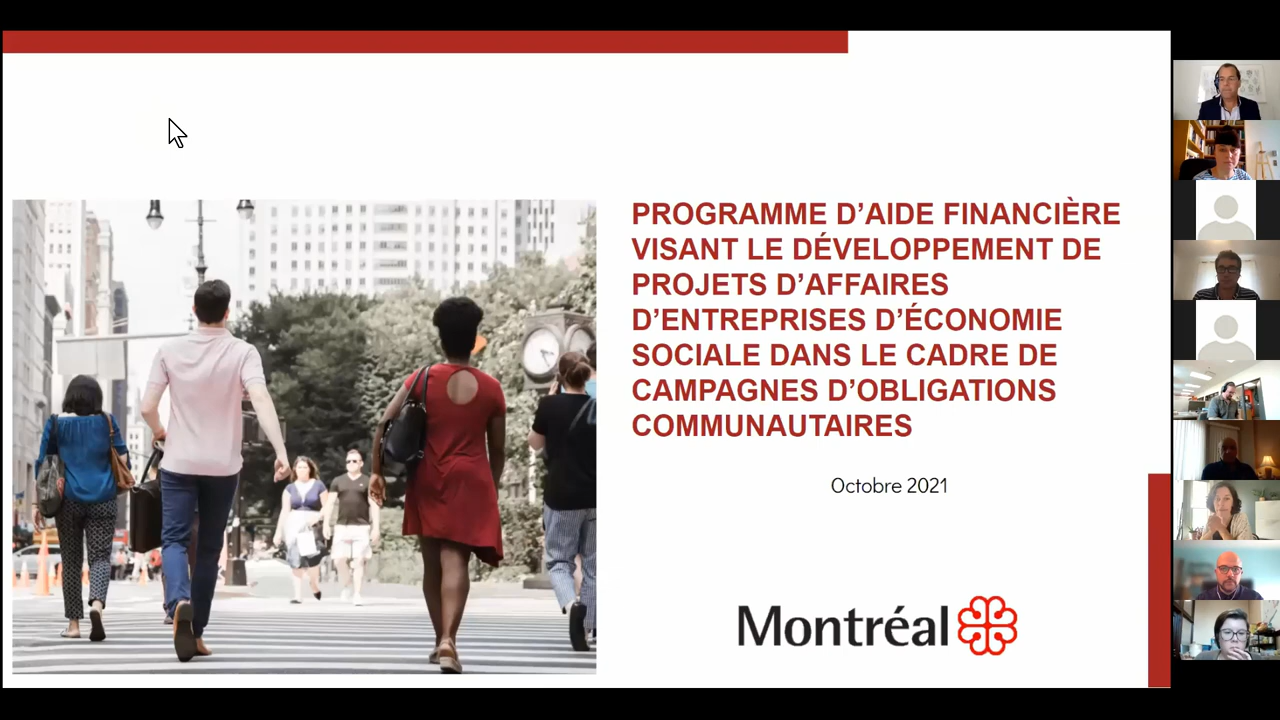 PROGRAMME D’AIDE FINANCIÈRE
VISANT LE DÉVELOPPEMENT DE
PROJETS D’AFFAIRES
D’ENTREPRISES D’ÉCONOMIE
SOCIALE DANS LE CADRE DE
CAMPAGNES D’OBLIGATIONS
COMMUNAUTAIRES
Octobre 2021
Montréal